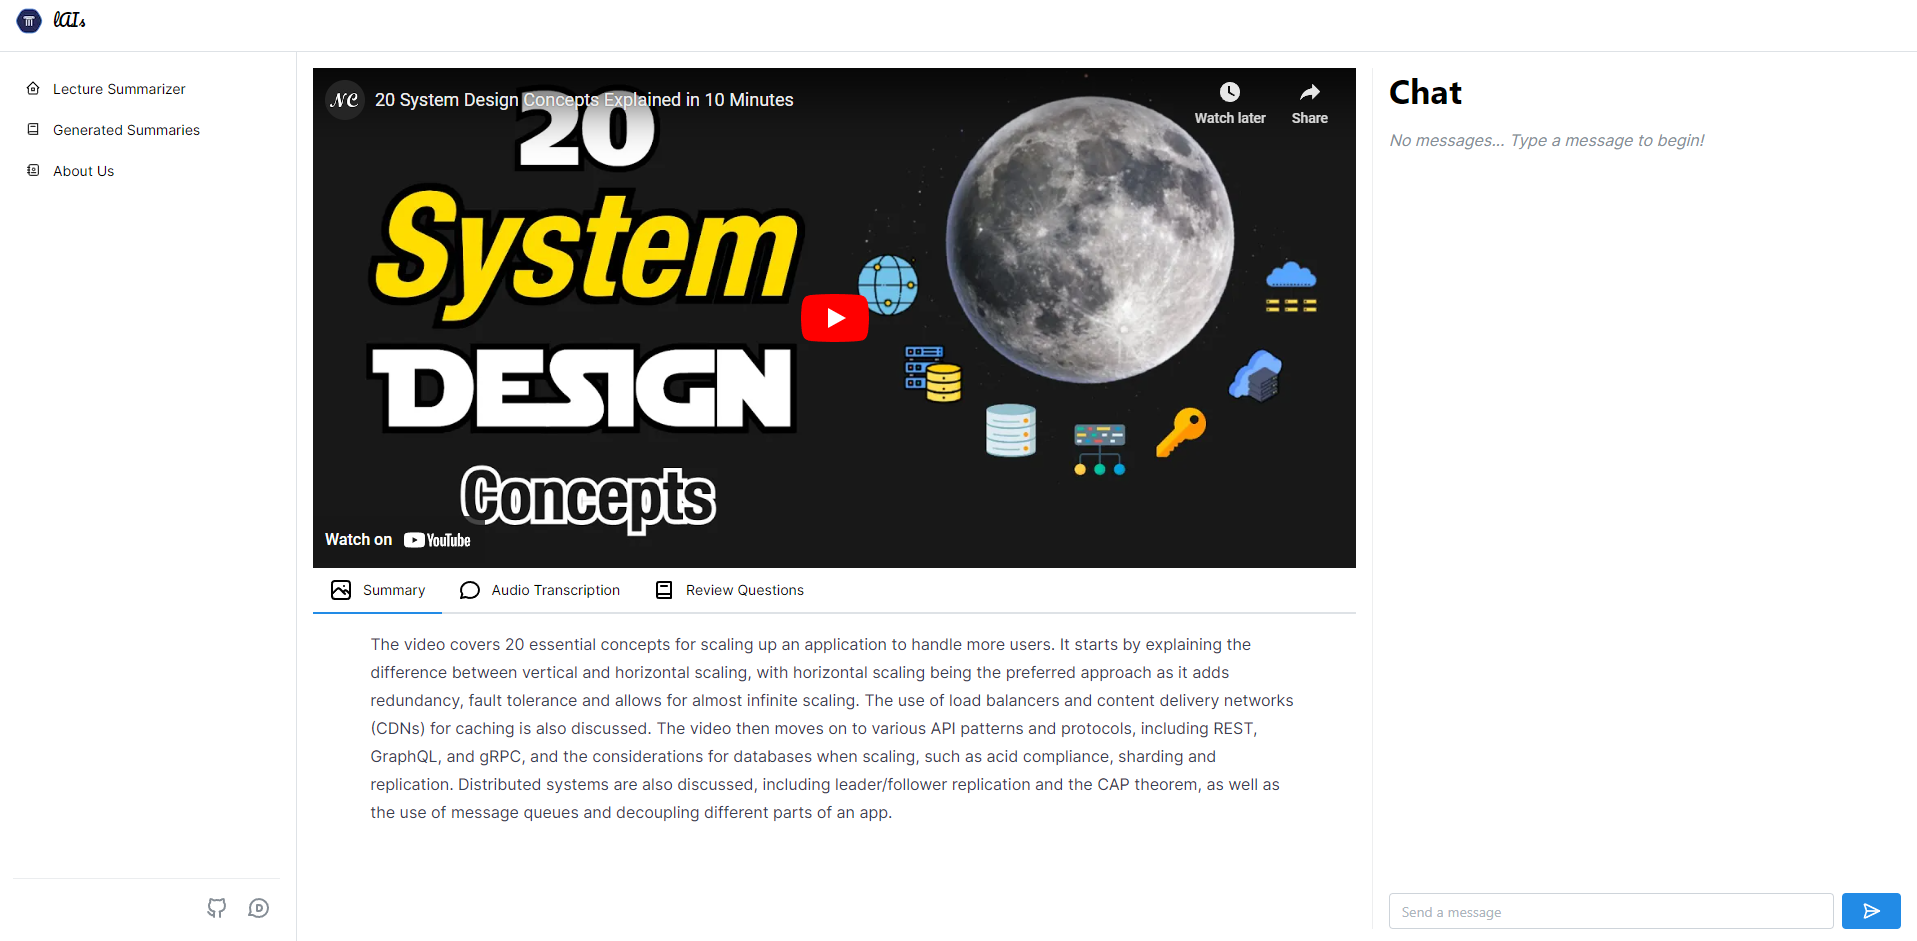 lAIs
Lecture Summarizer
Generated Summaries
About Us
NC
20 System Design Concepts Explained in 10 Minutes
Watch later
Share
20
System
DESIGN
Concepts
Watch on YouTube
Summary
Audio Transcription
Review Questions
The video covers 20 essential concepts for scaling up an application to handle more users. It starts by explaining the
difference between vertical and horizontal scaling, with horizontal scaling being the preferred approach as it adds
redundancy, fault tolerance and allows for almost infinite scaling. The use of load balancers and content delivery networks
(CDNs) for caching is also discussed. The video then moves on to various API patterns and protocols, including REST,
GraphQL, and gRPC, and the considerations for databases when scaling, such as acid compliance, sharding and
replication. Distributed systems are also discussed, including leader/follower replication and the CAP theorem, as well as
the use of message queues and decoupling different parts of an app.
Chat
No messages... Type a message to begin!
Send a message